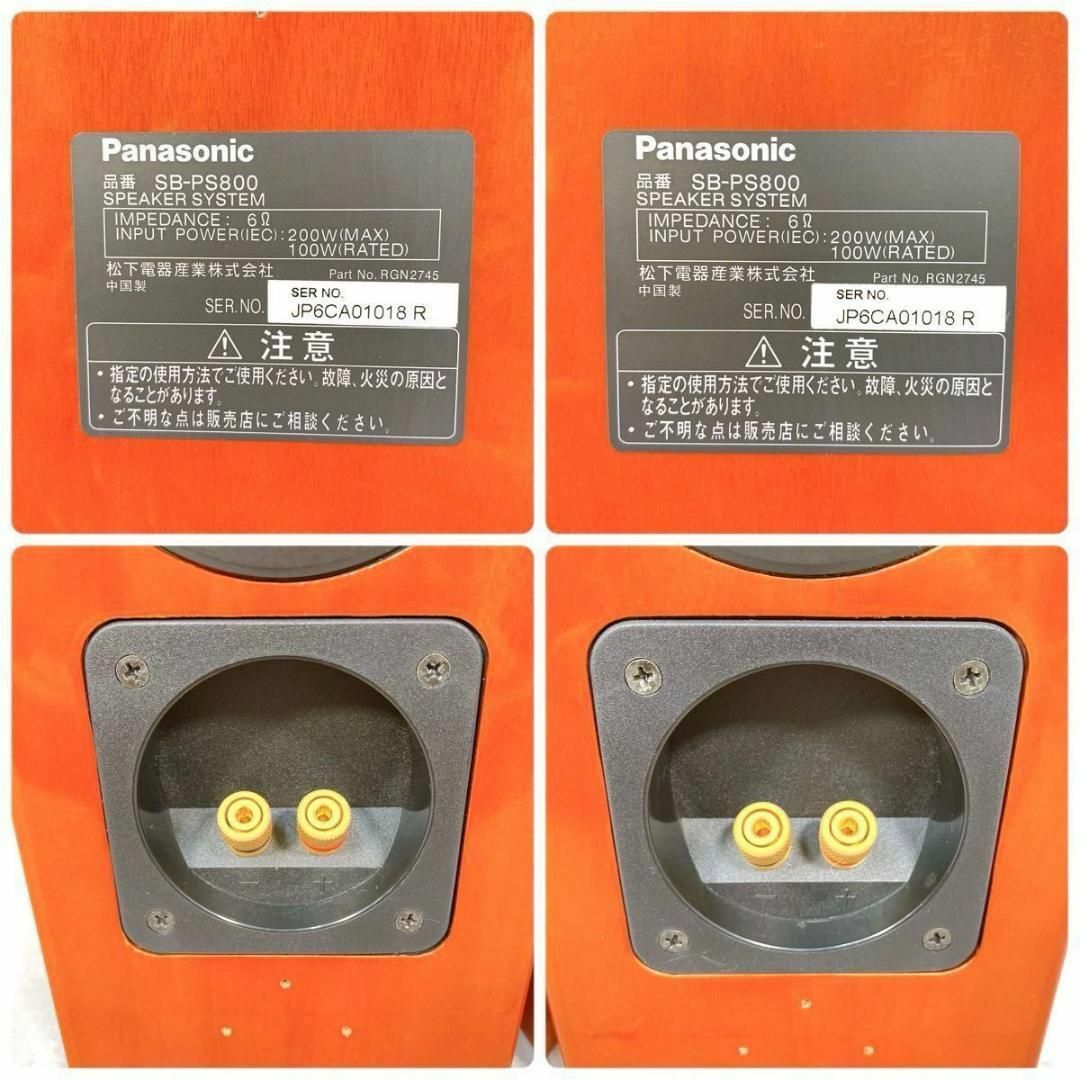 Panasonic
品番 SB-PS800
SPEAKER SYSTEM
IMPEDANCE: 6Ω
INPUT POWER(IEC): 200W(MAX)
100W(RATED)
松下電器産業株式会社 Part No. RGN2745
中国製
SER.NO. SER NO.
JP6CA01018 R
⚠ 注意
・指定の使用方法でご使用ください。故障、火災の原因と
なることがあります。
・ご不明な点は販売店にご相談ください。
Panasonic
品番 SB-PS800
SPEAKER SYSTEM
IMPEDANCE: 6Ω
INPUT POWER(IEC): 200W(MAX)
100W(RATED)
松下電器産業株式会社 Part No. RGN2745
中国製
SER.NO. SER NO.
JP6CA01018 R
⚠ 注意
・指定の使用方法でご使用ください。故障、火災の原因と
なることがあります。
・ご不明な点は販売店にご相談ください。
− +
− +